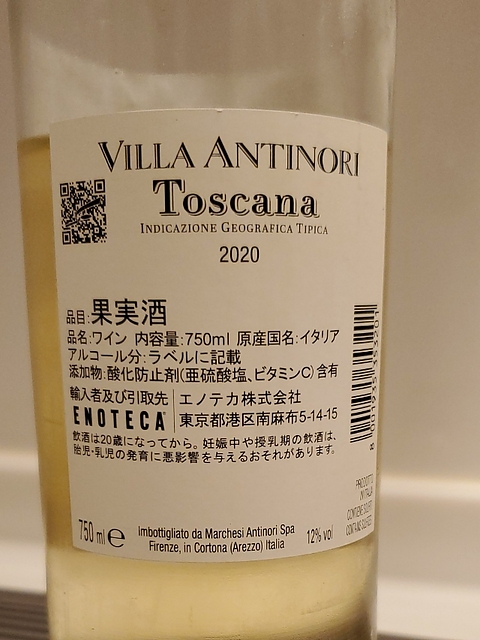 VILLA ANTINORI
Toscana
INDICAZIONE GEOGRAFICA TIPICA
2020
品目:果実酒
品名:ワイン 内容量:750ml 原産国名:イタリア
アルコール分:ラベルに記載
添加物:酸化防止剤(亜硫酸塩、ビタミンC)含有
輸入者及び引取先 エノテカ株式会社
ENOTECA 東京都港区南麻布5-14-15
飲酒は20歳になってから。妊娠中や授乳期の飲酒は、
胎児・乳児の発育に悪影響を与えるおそれがあります。
750 ml e
Imbottigliato da Marchesi Antinori Spa
Firenze, in Cortona (Arezzo) Italia
12% vol